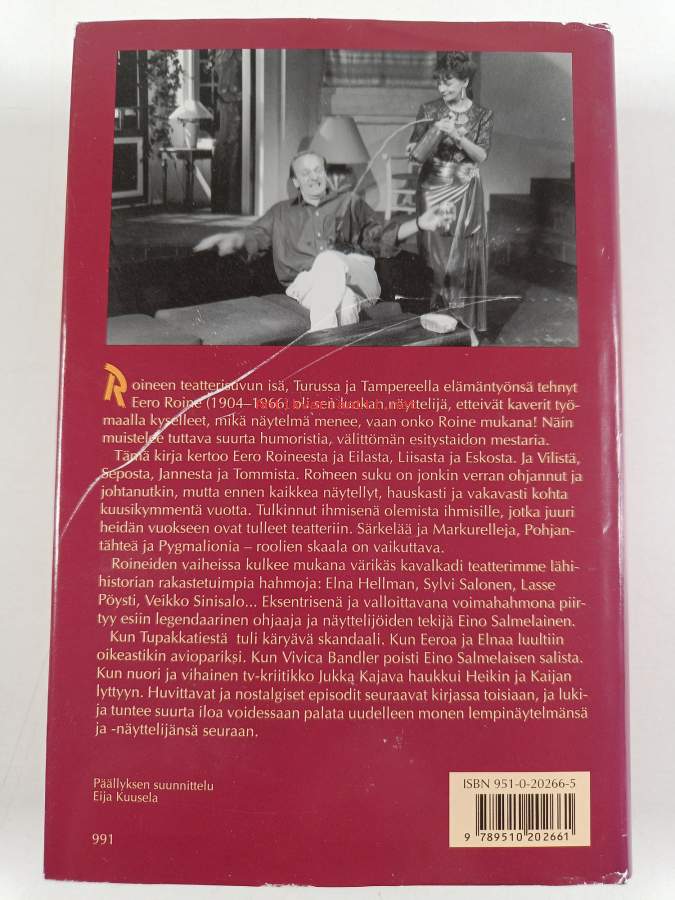 Roineen teatterisuvun isä, Turussa ja Tampereella elämäntyönsä tehnyt
Eero Roine (1904–1966) oli sen luokan näyttelijä, etteivät kaverit työ-
maalla kyselleet, mikä näytelmä menee, vaan onko Roine mukana! Näin
muistelee tuttava suurta humoristia, välittömän esitystaidon mestaria.
Tämä kirja kertoo Eero Roineesta ja Eilasta, Liisasta ja Eskosta. Ja Vilistä,
Seposta, Jannesta ja Tommista. Roineen suku on jonkin verran ohjannut ja
johtanutkin, mutta ennen kaikkea näytellyt, hauskasti ja vakavasti kohta
kuusikymmentä vuotta. Tulkinnut ihmisenä olemista ihmisille, jotka juuri
heidän vuokseen ovat tulleet teatteriin. Särkelää ja Markurelleja, Pohjan-
tähteä ja Pygmalionia – roolien skaala on vaikuttava.
Roineiden vaiheissa kulkee mukana värikäs kavalkadi teatterimme lähi-
historian rakastetuimpia hahmoja: Elna Hellman, Sylvi Salonen, Lasse
Pöysti, Veikko Sinisalo... Eksentrisenä ja valloittavana voimahahmona piir-
tyy esiin legendaarinen ohjaaja ja näyttelijöiden tekijä Eino Salmelainen.
Kun Tupakkatiestä tuli käryävä skandaali. Kun Eeroa ja Elnaa luultiin
oikeastikin aviopariksi. Kun Vivica Bandler poisti Eino Salmelaisen salista.
Kun nuori ja vihainen tv-kriitikko Jukka Kajava haukkui Heikin ja Kaijan
lyttyyn. Huvittavat ja nostalgiset episodit seuraavat kirjassa toisiaan, ja luki-
ja tuntee suurta iloa voidessaan palata uudelleen monen lempinäytelmänsä
ja -näyttelijänsä seuraan.
Päällyksen suunnittelu
Eija Kuusela
991
ISBN 951-0-20266-5
9 789510 202661